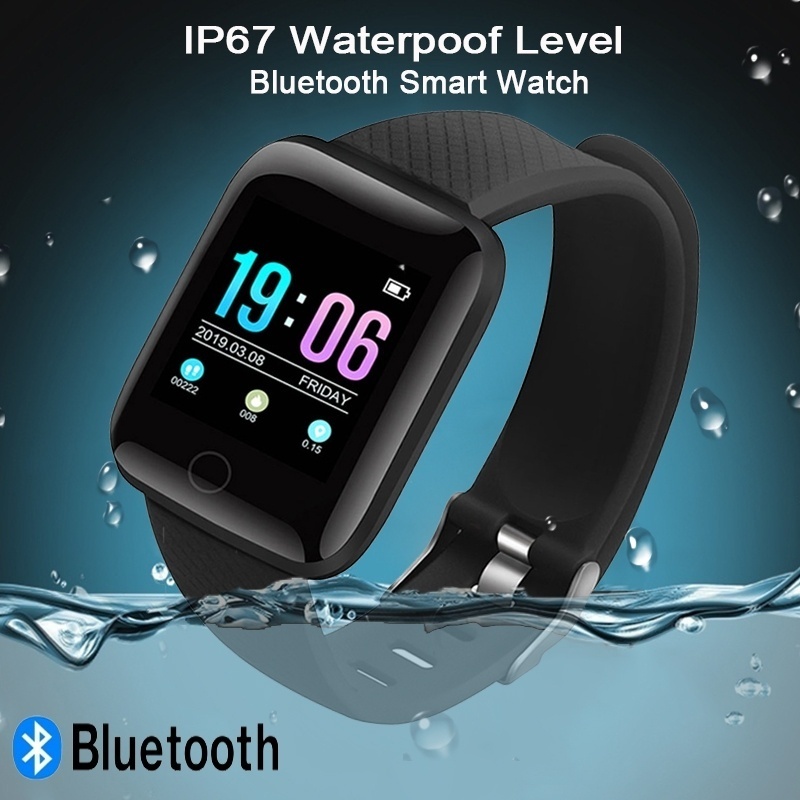 IP67 Waterpoof Level
Bluetooth Smart Watch
19:06
2019.03.08
FRIDAY
00222
008
0.15
Bluetooth